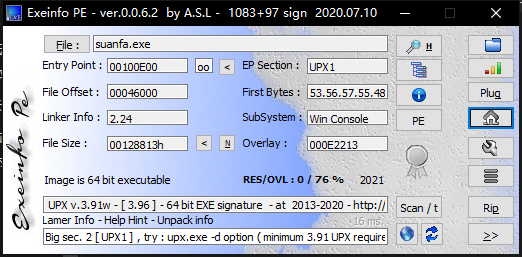 Exeinfo PE - ver.0.0.6.2 by A.S.L - 1083+97 sign 2020.07.10
File : suanfa.exe H
Entry Point : 00100E00 oo < EP Section : UPX1
File Offset : 00046000 First Bytes : 53.56.57.55.48 Plug
Linker Info : 2.24 SubSystem : Win Console PE
File Size : 00128813h < N Overlay : 000E2213
Image is 64 bit executable RES/OVL : 0 / 76 % 2021
Exeinfo Pe
UPX v.3.91w - [ 3.96 ] - 64 bit EXE signature - at 2013-2020 - http:/ Scan / t Rip
Lamer Info - Help Hint - Unpack info 16 ms.
Big sec. 2 [ UPX1 ] , try : upx.exe -d option ( minimum 3.91 UPX require >>